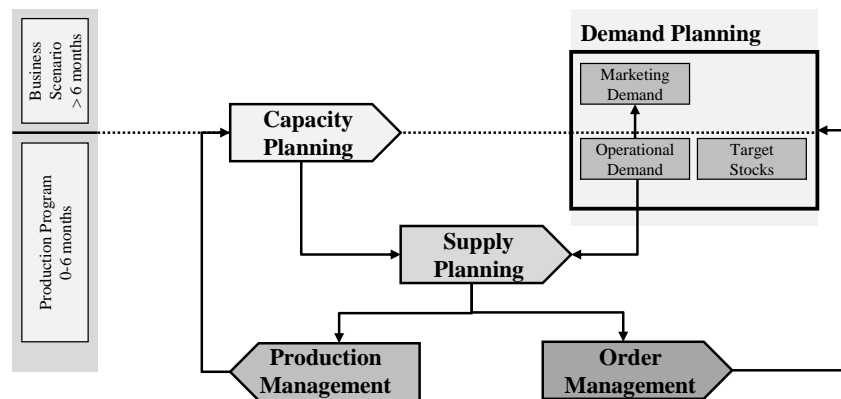 Business
Scenario
> 6 months
Production Program
0-6 months
Demand Planning
Marketing
Demand
Operational
Demand
Target
Stocks
Capacity
Planning
Supply
Planning
Production
Management
Order
Management